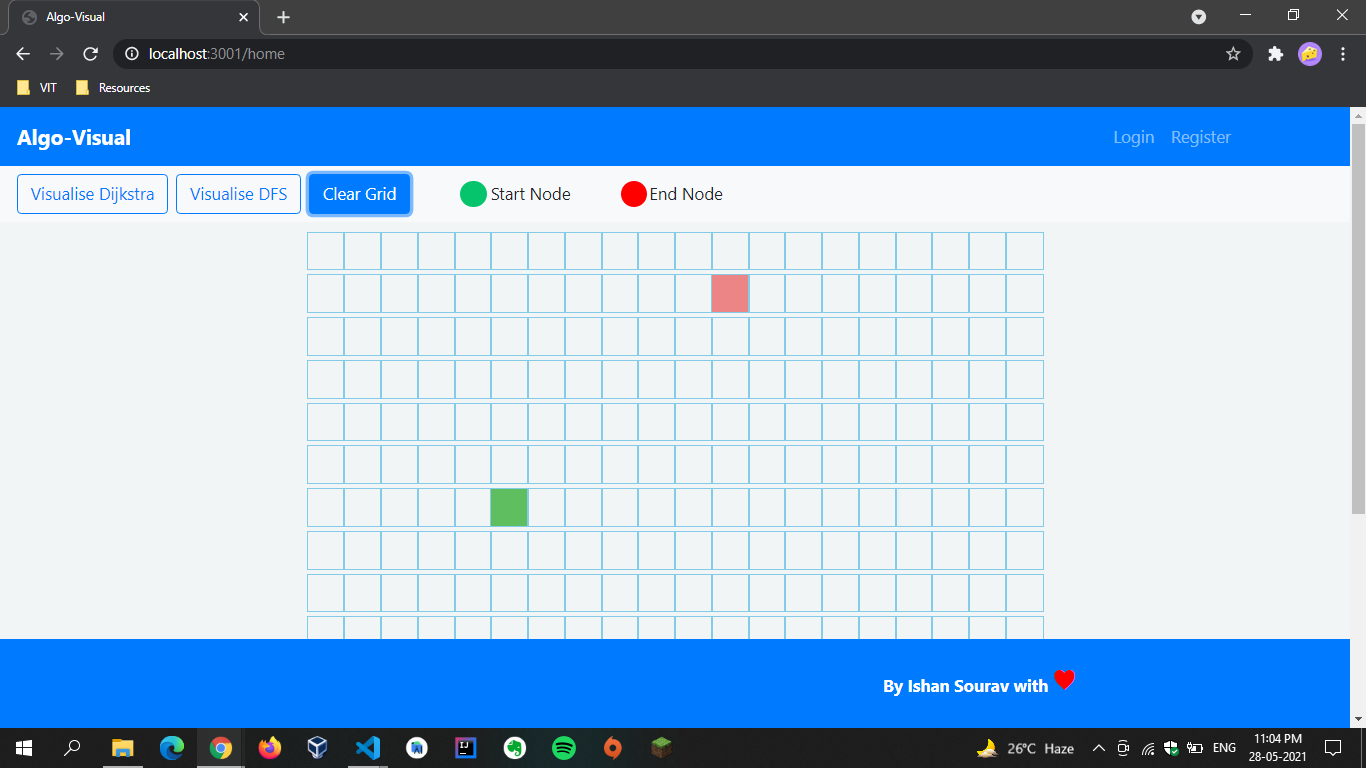 Algo-Visual
localhost:3001/home
VIT Resources
Algo-Visual Login Register
Visualise Dijkstra Visualise DFS Clear Grid Start Node End Node
By Ishan Sourav with
26°C Haze ENG 11:04 PM
28-05-2021